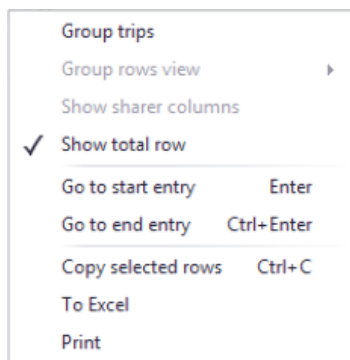 Group trips
Group rows view
Show sharer columns
Show total row
Go to start entry Enter
Go to end entry Ctrl+Enter
Copy selected rows Ctrl+C
To Excel
Print